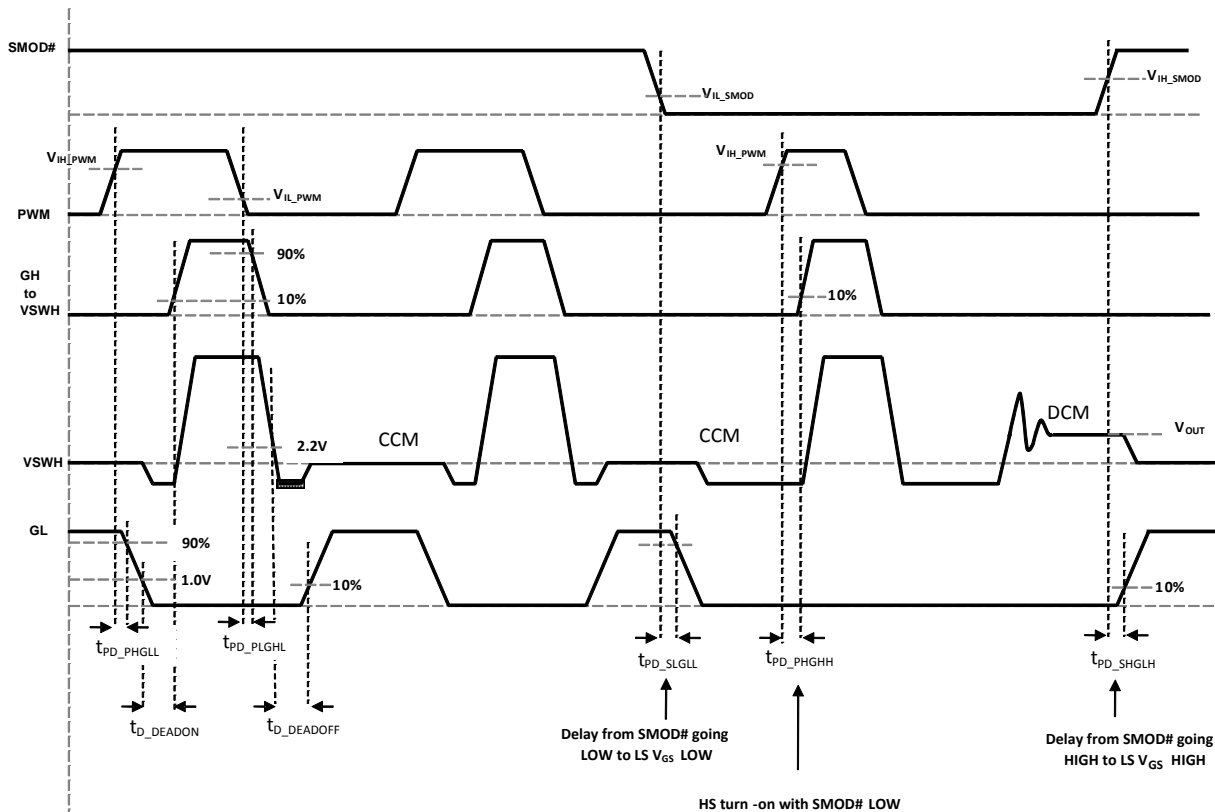 SMOD#
V_IH_SMOD
V_IL_SMOD
V_IH_PWM
V_IH_PWM
V_IL_PWM
PWM
90%
GH
to
VSWH
10%
10%
DCM
V_OUT
CCM
CCM
2.2V
VSWH
GL
90%
1.0V
10%
10%
t_PD_PHGLL
t_PD_PLGHL
t_PD_SLGLL
t_PD_PHGHH
t_PD_SHGLH
t_D_DEADON
t_D_DEADOFF
Delay from SMOD# going
LOW to LS V_GS LOW
Delay from SMOD# going
HIGH to LS V_GS HIGH
HS turn -on with SMOD# LOW